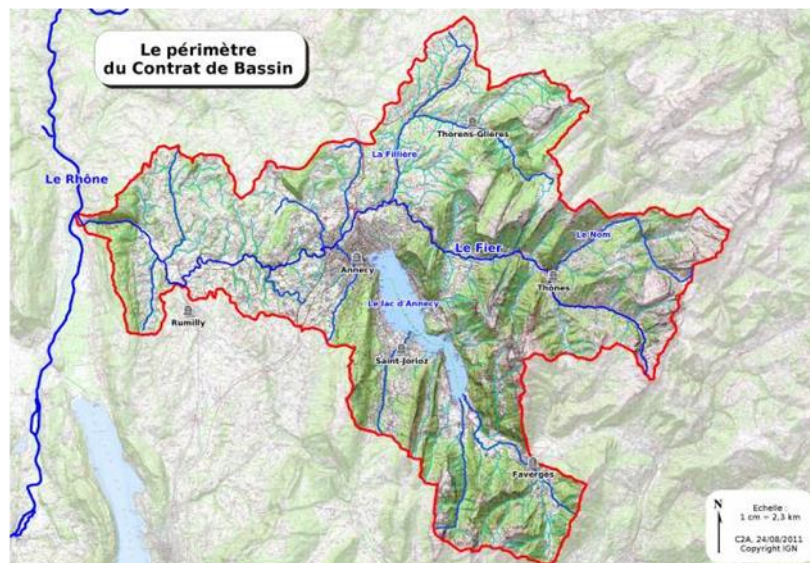 Le périmètre
du Contrat de Bassin
Thorens-Glières
La Fillière
Le Rhône
Le Fier
Le Nom
Annecy
Thônes
Le lac d'Annecy
Rumilly
Saint-Jorioz
Faverges
N
Echelle :
1 cm = 2,3 km
C2A, 24/08/2011
Copyright IGN